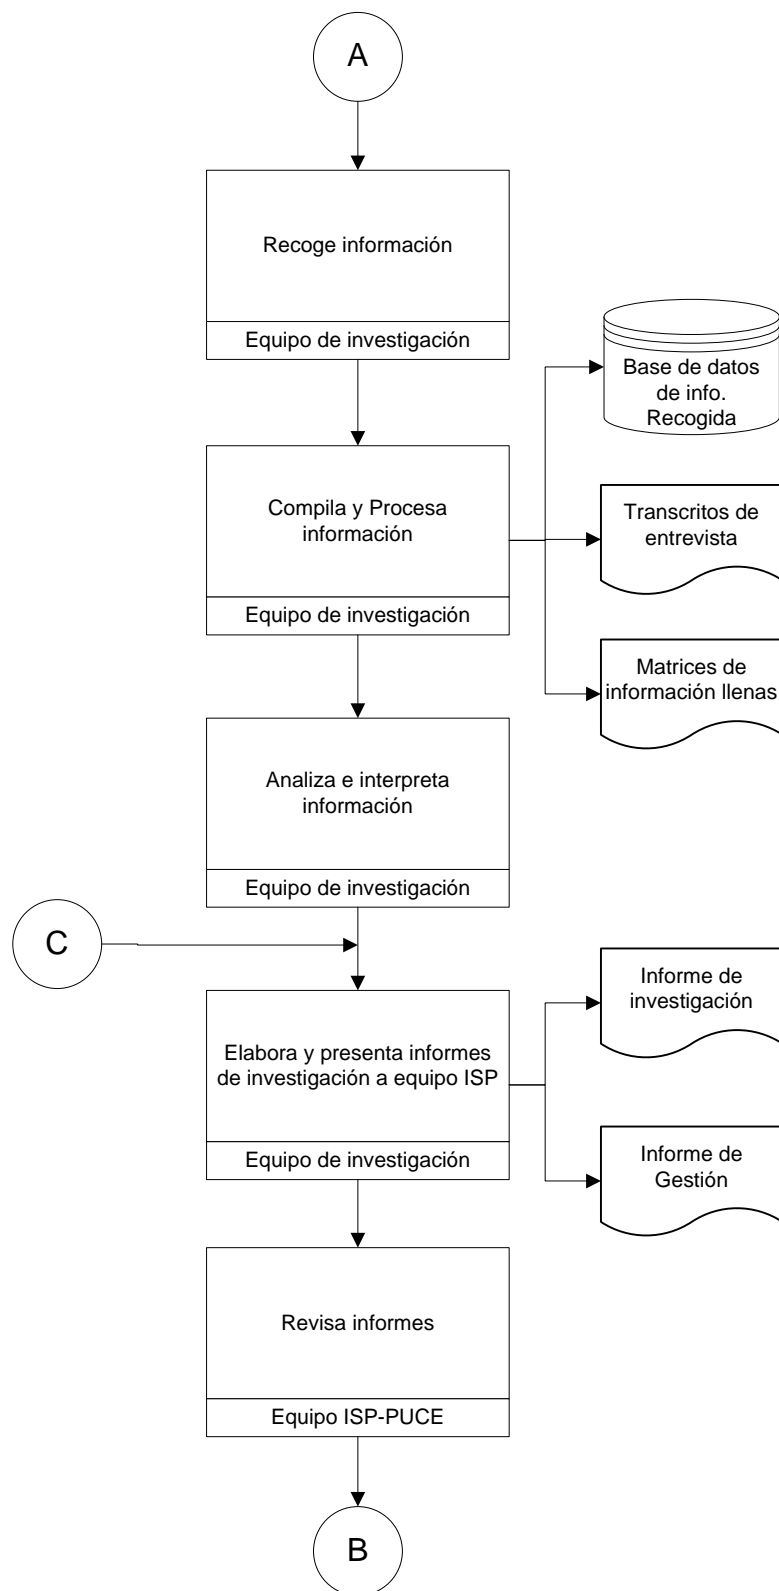 A
Recoge información
Equipo de investigación
Base de datos
de info.
Recogida
Compila y Procesa
información
Equipo de investigación
Transcritos de
entrevista
Matrices de
información llenas
Analiza e interpreta
información
Equipo de investigación
C
Elabora y presenta informes
de investigación a equipo ISP
Equipo de investigación
Informe de
investigación
Informe de
Gestión
Revisa informes
Equipo ISP-PUCE
B